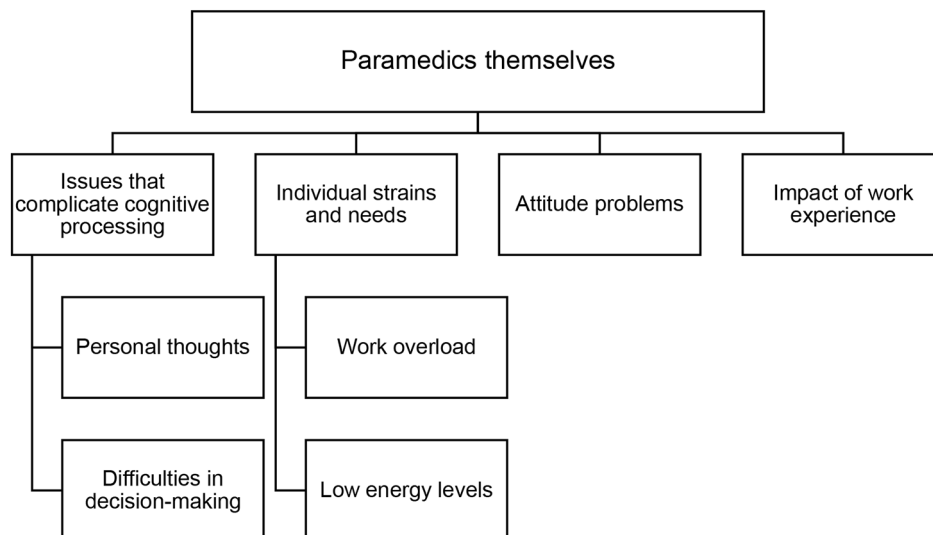 Paramedics themselves
Issues that
complicate cognitive
processing
Individual strains
and needs
Attitude problems
Impact of work
experience
Personal thoughts
Work overload
Difficulties in
decision-making
Low energy levels